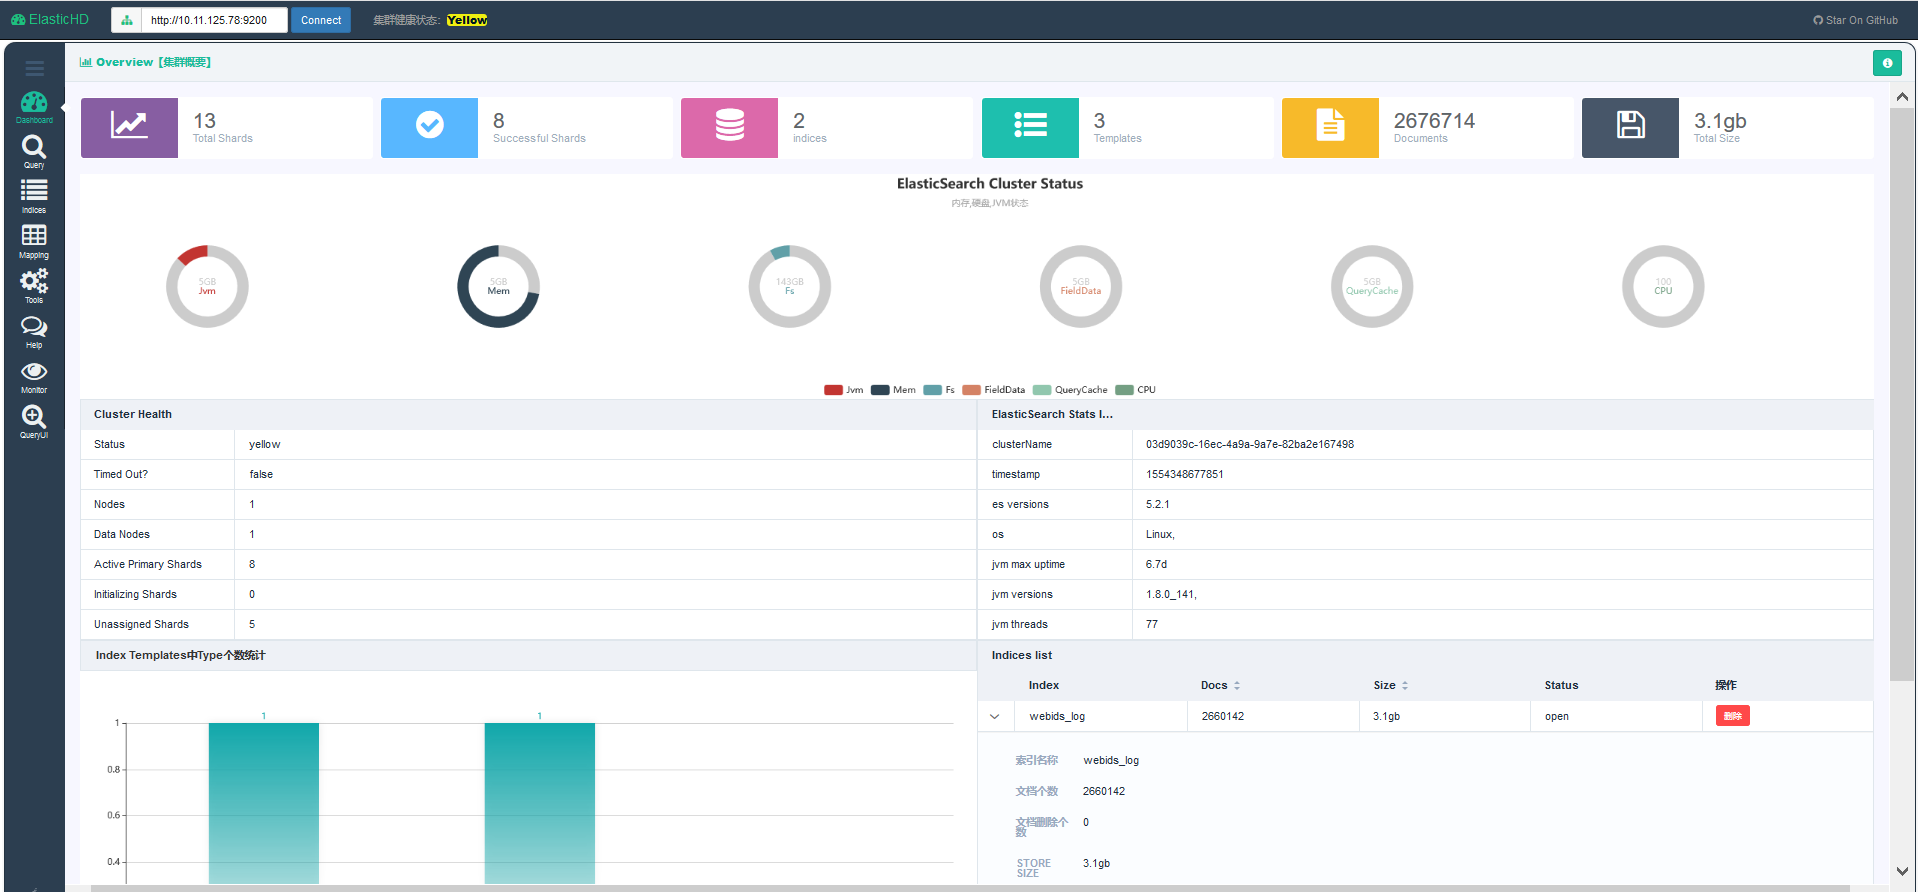 ElasticHD
http://10.11.125.78:9200
Connect
集群健康状态: Yellow
Star On GitHub
Overview【集群概要】
Dashboard
Query
Indices
Mapping
Tools
Help
Monitor
QueryUI
13
Total Shards
8
Successful Shards
2
indices
3
Templates
2676714
Documents
3.1gb
Total Size
ElasticSearch Cluster Status
内存,硬盘,JVM状态
5GB
Jvm
5GB
Mem
143GB
Fs
5GB
FieldData
5GB
QueryCache
100
CPU
Jvm Mem Fs FieldData QueryCache CPU
Cluster Health
Status yellow
Timed Out? false
Nodes 1
Data Nodes 1
Active Primary Shards 8
Initializing Shards 0
Unassigned Shards 5
ElasticSearch Stats I...
clusterName 03d9039c-16ec-4a9a-9a7e-82ba2e167498
timestamp 1554348677851
es versions 5.2.1
os Linux,
jvm max uptime 6.7d
jvm versions 1.8.0_141,
jvm threads 77
Index Templates中Type个数统计
1 1
1
0.8
0.6
0.4
Indices list
Index Docs Size Status 操作
webids_log 2660142 3.1gb open 删除
索引名称 webids_log
文档个数 2660142
文档删除个
数 0
STORE
SIZE 3.1gb